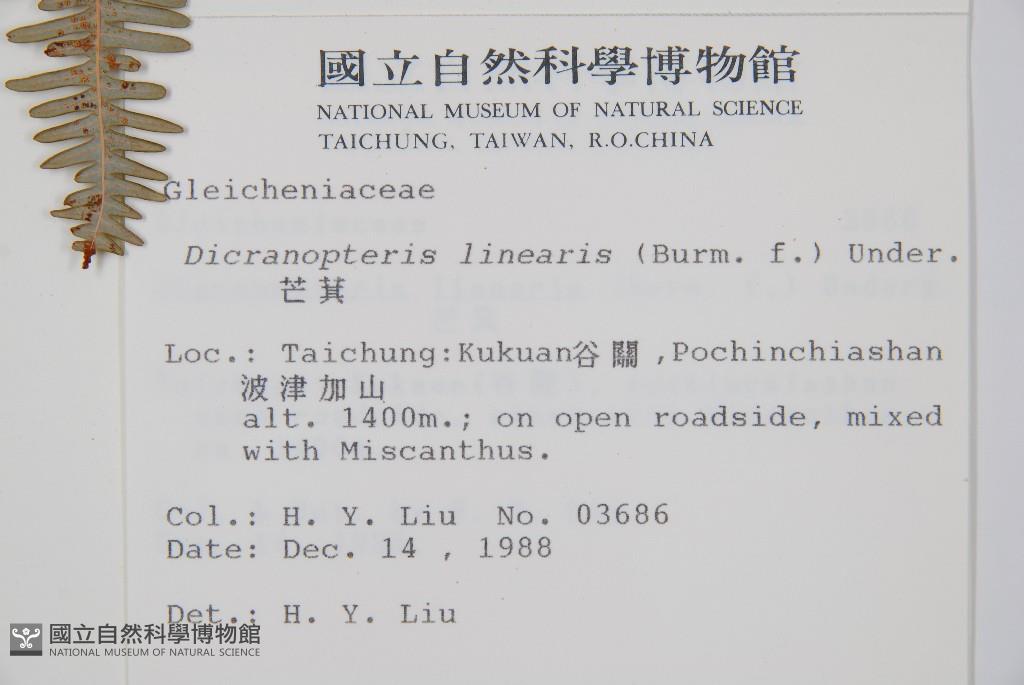 國立自然科學博物館
NATIONAL MUSEUM OF NATURAL SCIENCE
TAICHUNG, TAIWAN, R.O.CHINA
Gleicheniaceae
Dicranopteris linearis (Burm. f.) Under.
芒萁
Loc.: Taichung:Kukuan谷關,Pochinchiashan
波津加山
alt. 1400m.; on open roadside, mixed
with Miscanthus.
Col.: H. Y. Liu No. 03686
Date: Dec. 14 , 1988
Det.: H. Y. Liu
國立自然科學博物館
NATIONAL MUSEUM OF NATURAL SCIENCE